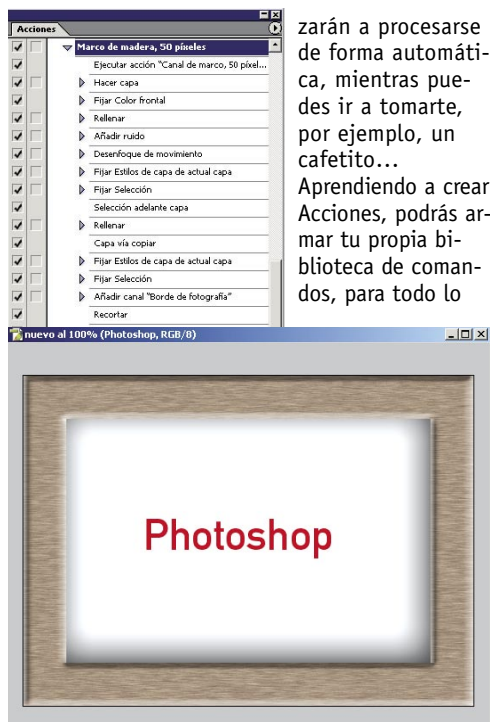 Acciones
Marco de madera, 50 píxeles
Ejecutar acción "Canal de marco, 50 píxel...
Hacer capa
Fijar Color frontal
Rellenar
Añadir ruido
Desenfoque de movimiento
Fijar Estilos de capa de actual capa
Fijar Selección
Selección adelante capa
Rellenar
Capa vía copiar
Fijar Estilos de capa de actual capa
Fijar Selección
Añadir canal "Borde de fotografía"
Recortar
zarán a procesarse
de forma automáti-
ca, mientras pue-
des ir a tomarte,
por ejemplo, un
cafetito...
Aprendiendo a crear
Acciones, podrás ar-
mar tu propia bi-
blioteca de coman-
dos, para todo lo
nuevo al 100% (Photoshop, RGB/8)
Photoshop